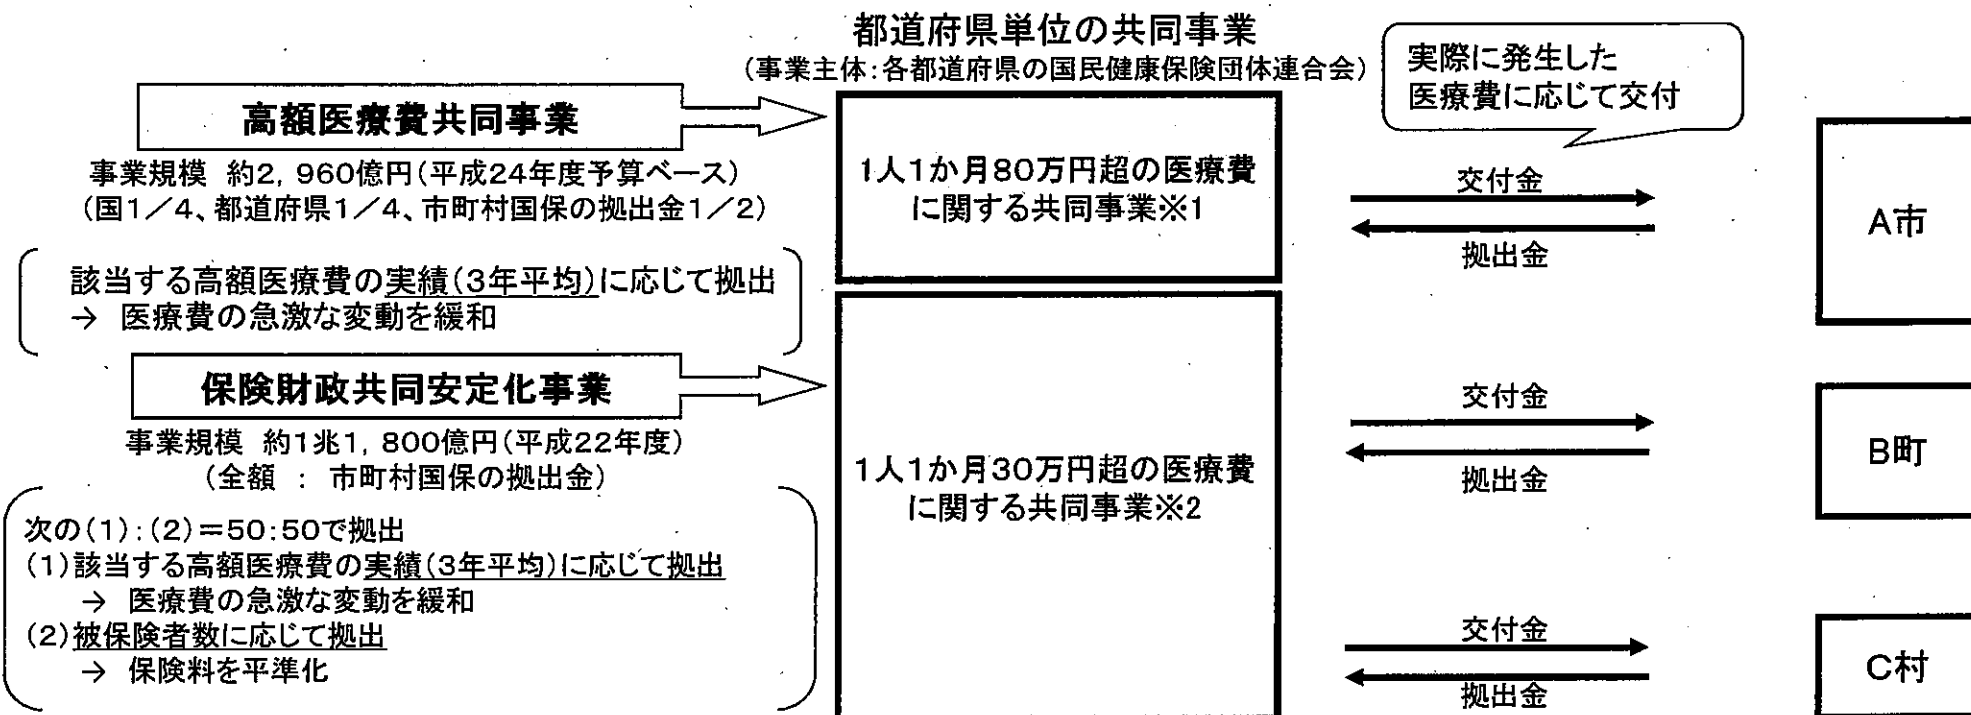 都道府県単位の共同事業
（事業主体：各都道府県の国民健康保険団体連合会）
実際に発生した
医療費に応じて交付
高額医療費共同事業
事業規模 約2,960億円（平成24年度予算ベース）
（国1／4、都道府県1／4、市町村国保の拠出金1／2）
該当する高額医療費の実績（3年平均）に応じて拠出
→ 医療費の急激な変動を緩和
1人1か月80万円超の医療費
に関する共同事業※1
交付金
拠出金
A市
保険財政共同安定化事業
事業規模 約1兆1,800億円（平成22年度）
（全額 ： 市町村国保の拠出金）
次の(1)：(2)＝50：50で拠出
(1)該当する高額医療費の実績（3年平均）に応じて拠出
→ 医療費の急激な変動を緩和
(2)被保険者数に応じて拠出
→ 保険料を平準化
1人1か月30万円超の医療費
に関する共同事業※2
交付金
拠出金
B町
交付金
拠出金
C村